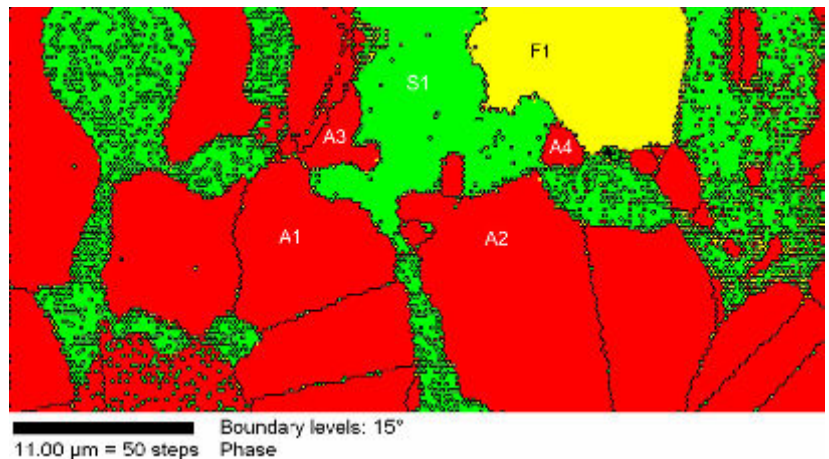 F1
S1
A3
A4
A1
A2
Boundary levels: 15°
11.00 µm = 50 steps Phase